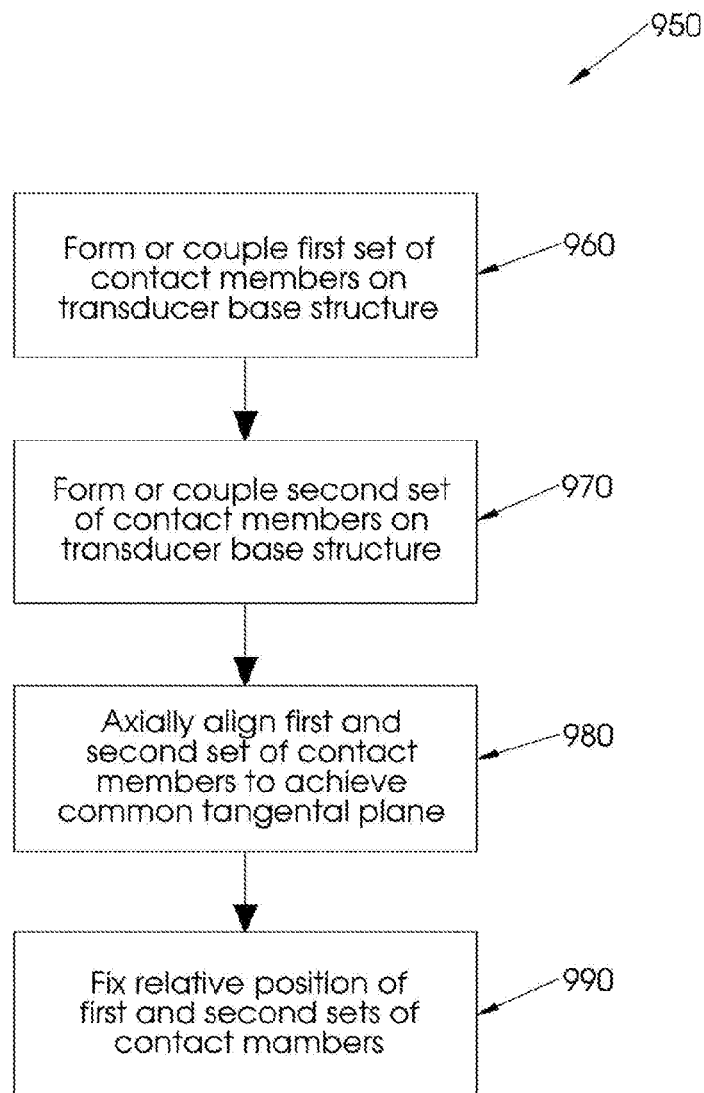 950
Form or couple first set of
contact members on
transducer base structure
960
Form or couple second set
of contact members on
transducer base structure
970
Axially align first and
second set of contact
members to achieve
common tangental plane
980
Fix relative position of
first and second sets of
contact mambers
990